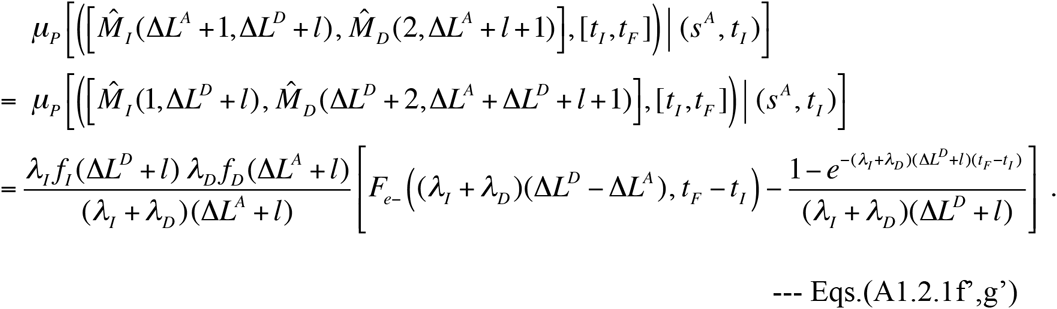 μ_P[([M̂_I(ΔL^A+1,ΔL^D+l), M̂_D(2,ΔL^A+l+1)],[t_I,t_F])|(s^A,t_I)]
= μ_P[([M̂_I(1,ΔL^D+l), M̂_D(ΔL^D+2,ΔL^A+ΔL^D+l+1)],[t_I,t_F])|(s^A,t_I)]
= \frac{λ_I f_I(ΔL^D+l) λ_D f_D(ΔL^A+l)}{(λ_I+λ_D)(ΔL^A+l)}[F_{e−}((λ_I+λ_D)(ΔL^D−ΔL^A), t_F−t_I)−\frac{1−e^{−(λ_I+λ_D)(ΔL^D+l)(t_F−t_I)}}{(λ_I+λ_D)(ΔL^D+l)}] .
--- Eqs.(A1.2.1f’,g’)